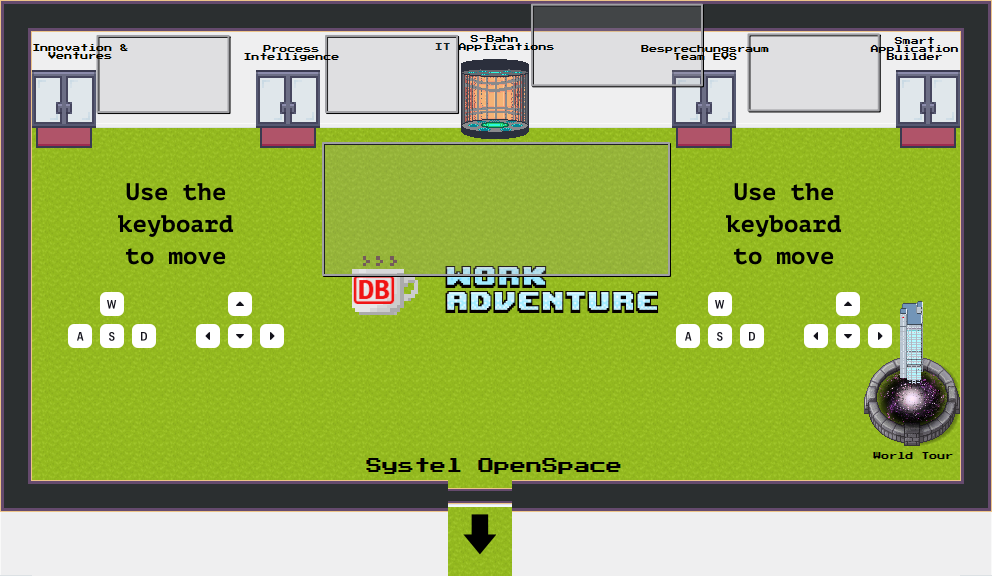 Innovation &
Ventures
Process
Intelligence
IT
S-Bahn
Applications
Besprechungsraum
Team EVS
Smart
Application
Builder
Use the
keyboard
to move
Use the
keyboard
to move
DB
WORK
ADVENTURE
W
A S D
W
A S D
World Tour
Systel OpenSpace